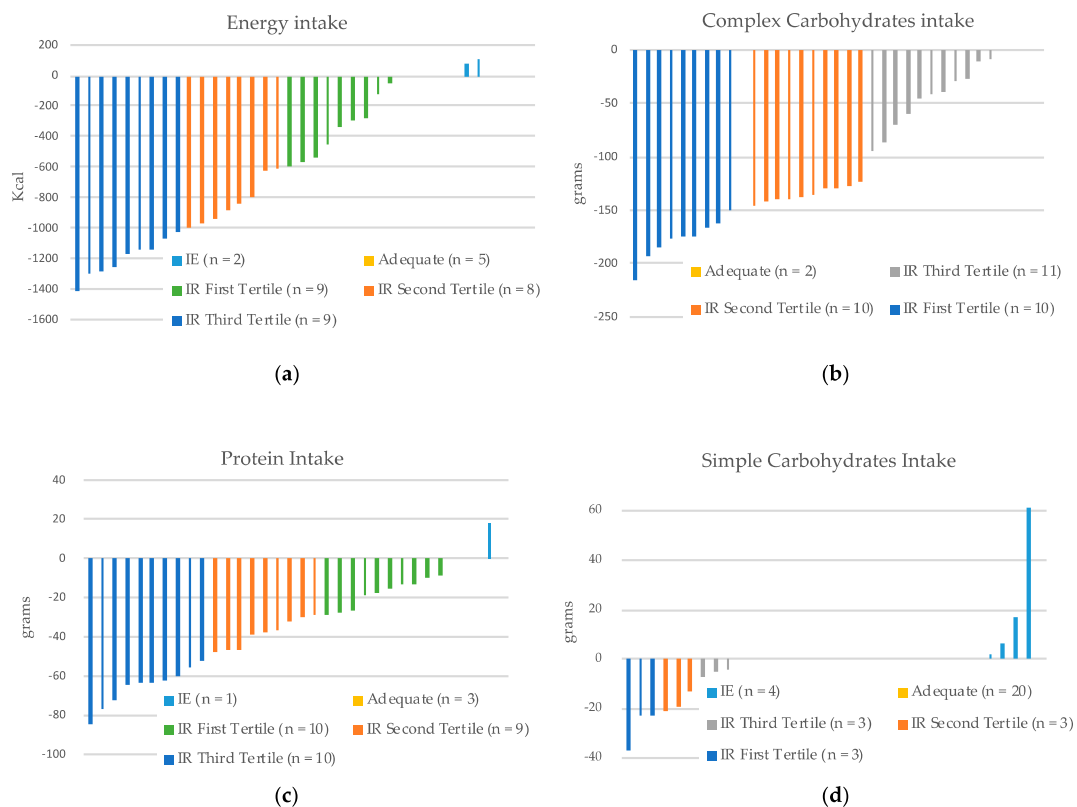 Energy intake
200
0
-200
-400
-600
-800
-1000
-1200
-1400
-1600
Kcal
IE (n = 2)
Adequate (n = 5)
IR First Tertile (n = 9)
IR Second Tertile (n = 8)
IR Third Tertile (n = 9)
(a)
Complex Carbohydrates intake
0
-50
-100
-150
-200
-250
grams
Adequate (n = 2)
IR Third Tertile (n = 11)
IR Second Tertile (n = 10)
IR First Tertile (n = 10)
(b)
Protein Intake
40
20
0
-20
-40
-60
-80
-100
grams
IE (n = 1)
Adequate (n = 3)
IR First Tertile (n = 10)
IR Second Tertile (n = 9)
IR Third Tertile (n = 10)
(c)
Simple Carbohydrates Intake
60
40
20
0
-20
-40
grams
IE (n = 4)
Adequate (n = 20)
IR Third Tertile (n = 3)
IR Second Tertile (n = 3)
IR First Tertile (n = 3)
(d)